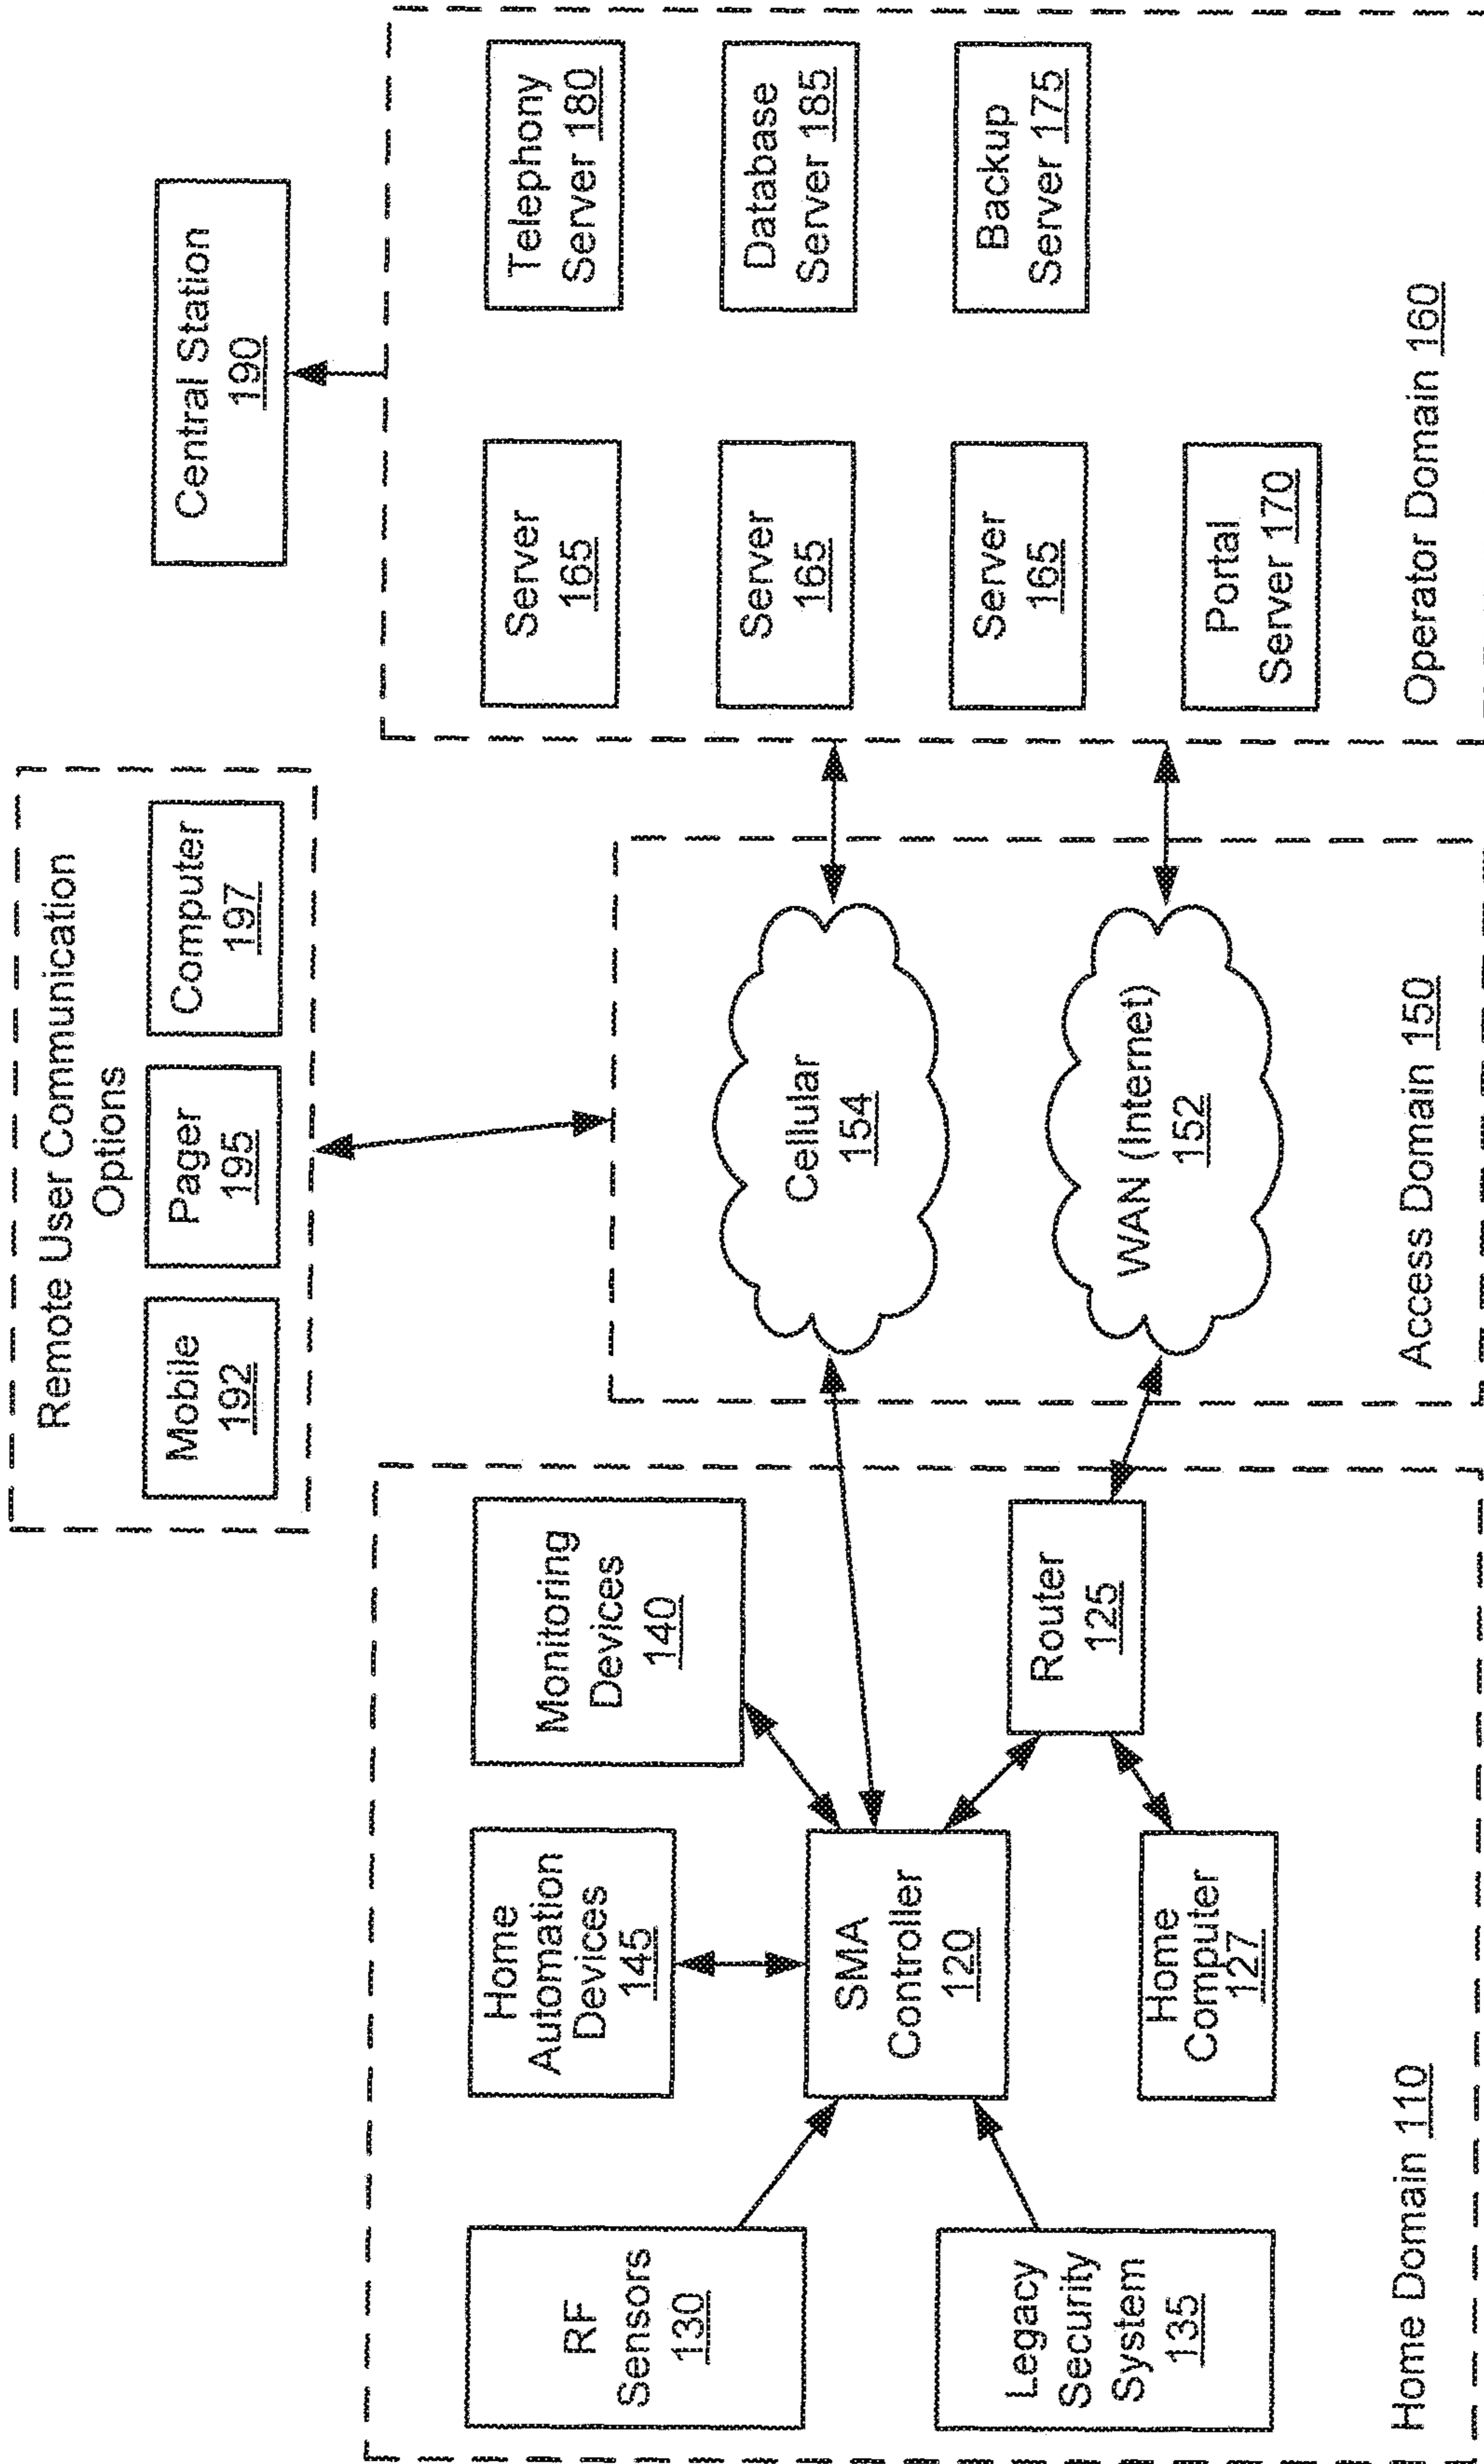 Remote User Communication
Options
Mobile
192
Pager
195
Computer
197
Central Station
190
RF
Sensors
130
Legacy
Security
System
135
Home
Automation
Devices
145
SMA
Controller
120
Home
Computer
127
Monitoring
Devices
140
Router
125
Home Domain 110
Cellular
154
WAN (Internet)
152
Access Domain 150
Server
165
Server
165
Server
165
Portal
Server 170
Telephony
Server 180
Database
Server 185
Backup
Server 175
Operator Domain 160